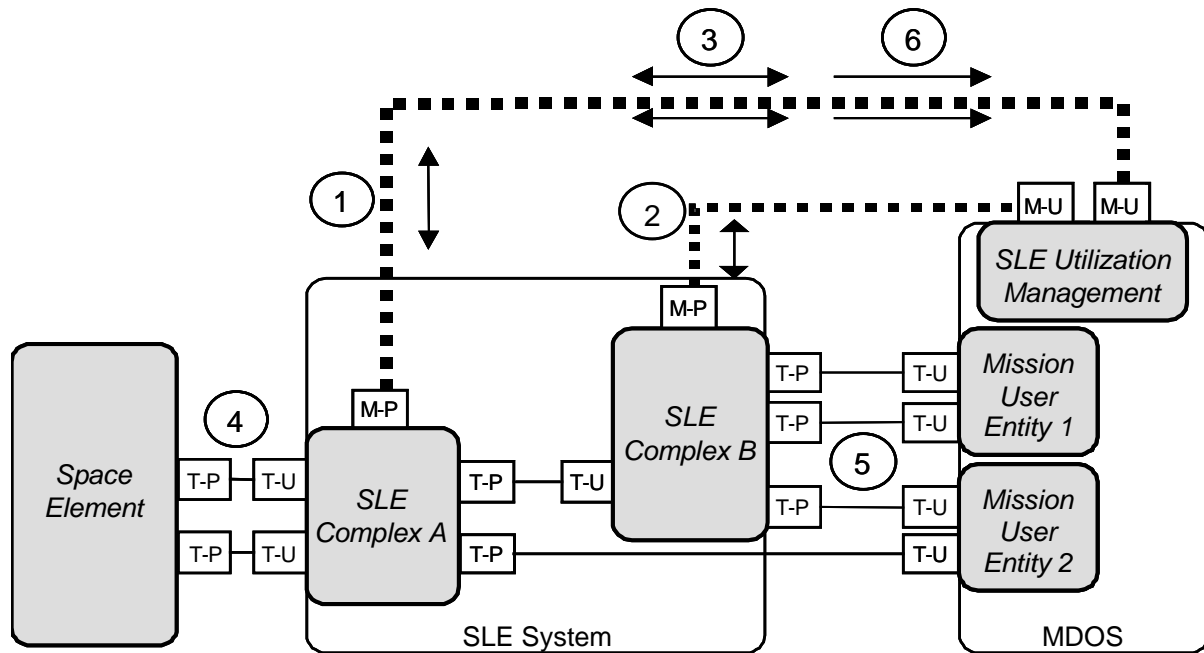 3
6
1
2
M-U
M-U
SLE Utilization
Management
M-P
M-P
4
Space
Element
T-P
T-U
T-P
T-U
SLE
Complex A
T-P
T-P
T-U
SLE
Complex B
T-P
T-U
T-P
T-U
5
T-P
T-U
T-U
Mission
User
Entity 1
Mission
User
Entity 2
SLE System
MDOS